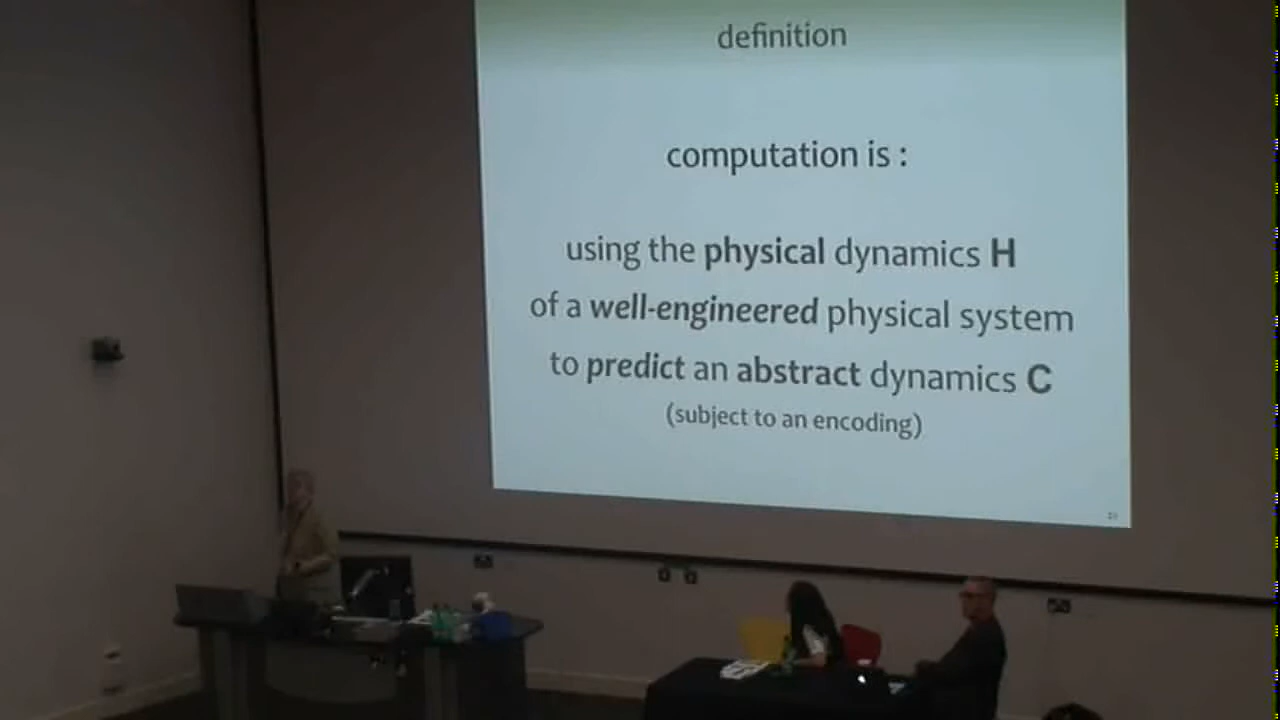 definition
computation is :
using the physical dynamics H
of a well-engineered physical system
to predict an abstract dynamics C
(subject to an encoding)